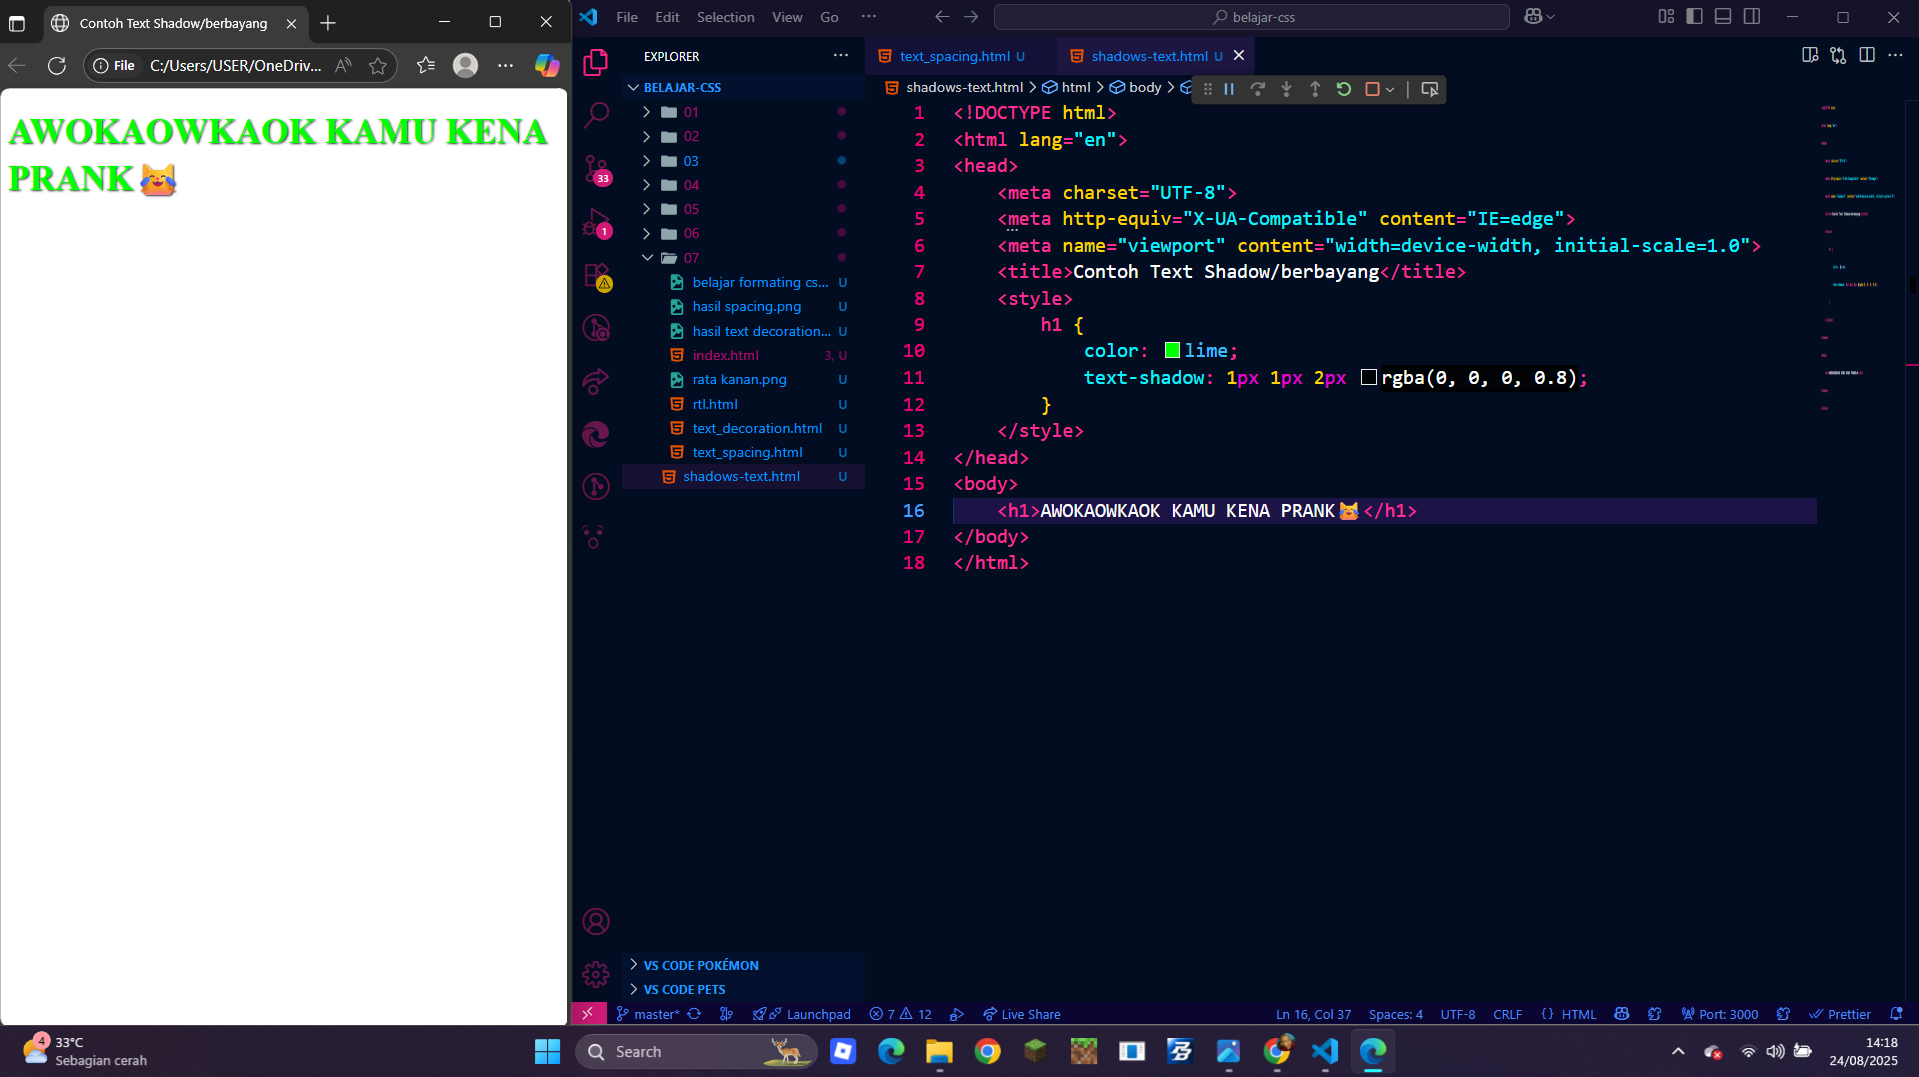 Contoh Text Shadow/berbayang
File C:/Users/USER/OneDriv...
AWOKAOWKAOK KAMU KENA
PRANK😹
File Edit Selection View Go ...
belajar-css
EXPLORER
BELAJAR-CSS
01
02
03
04
05
06
07
belajar formating cs... U
hasil spacing.png U
hasil text decoration... U
index.html 3, U
rata kanan.png U
rtl.html U
text_decoration.html U
text_spacing.html U
shadows-text.html U
33
1
VS CODE POKÉMON
VS CODE PETS
text_spacing.html U
shadows-text.html U
shadows-text.html > html > body >
1 <!DOCTYPE html>
2 <html lang="en">
3 <head>
4 <meta charset="UTF-8">
5 <meta http-equiv="X-UA-Compatible" content="IE=edge">
6 <meta name="viewport" content="width=device-width, initial-scale=1.0">
7 <title>Contoh Text Shadow/berbayang</title>
8 <style>
9 h1 {
10 color: lime;
11 text-shadow: 1px 1px 2px rgba(0, 0, 0, 0.8);
12 }
13 </style>
14 </head>
15 <body>
16 <h1>AWOKAOWKAOK KAMU KENA PRANK😹</h1>
17 </body>
18 </html>
master* Launchpad 7 12 Live Share Ln 16, Col 37 Spaces: 4 UTF-8 CRLF {} HTML Port: 3000 Prettier
4
33°C
Sebagian cerah
Search
14:18
24/08/2025